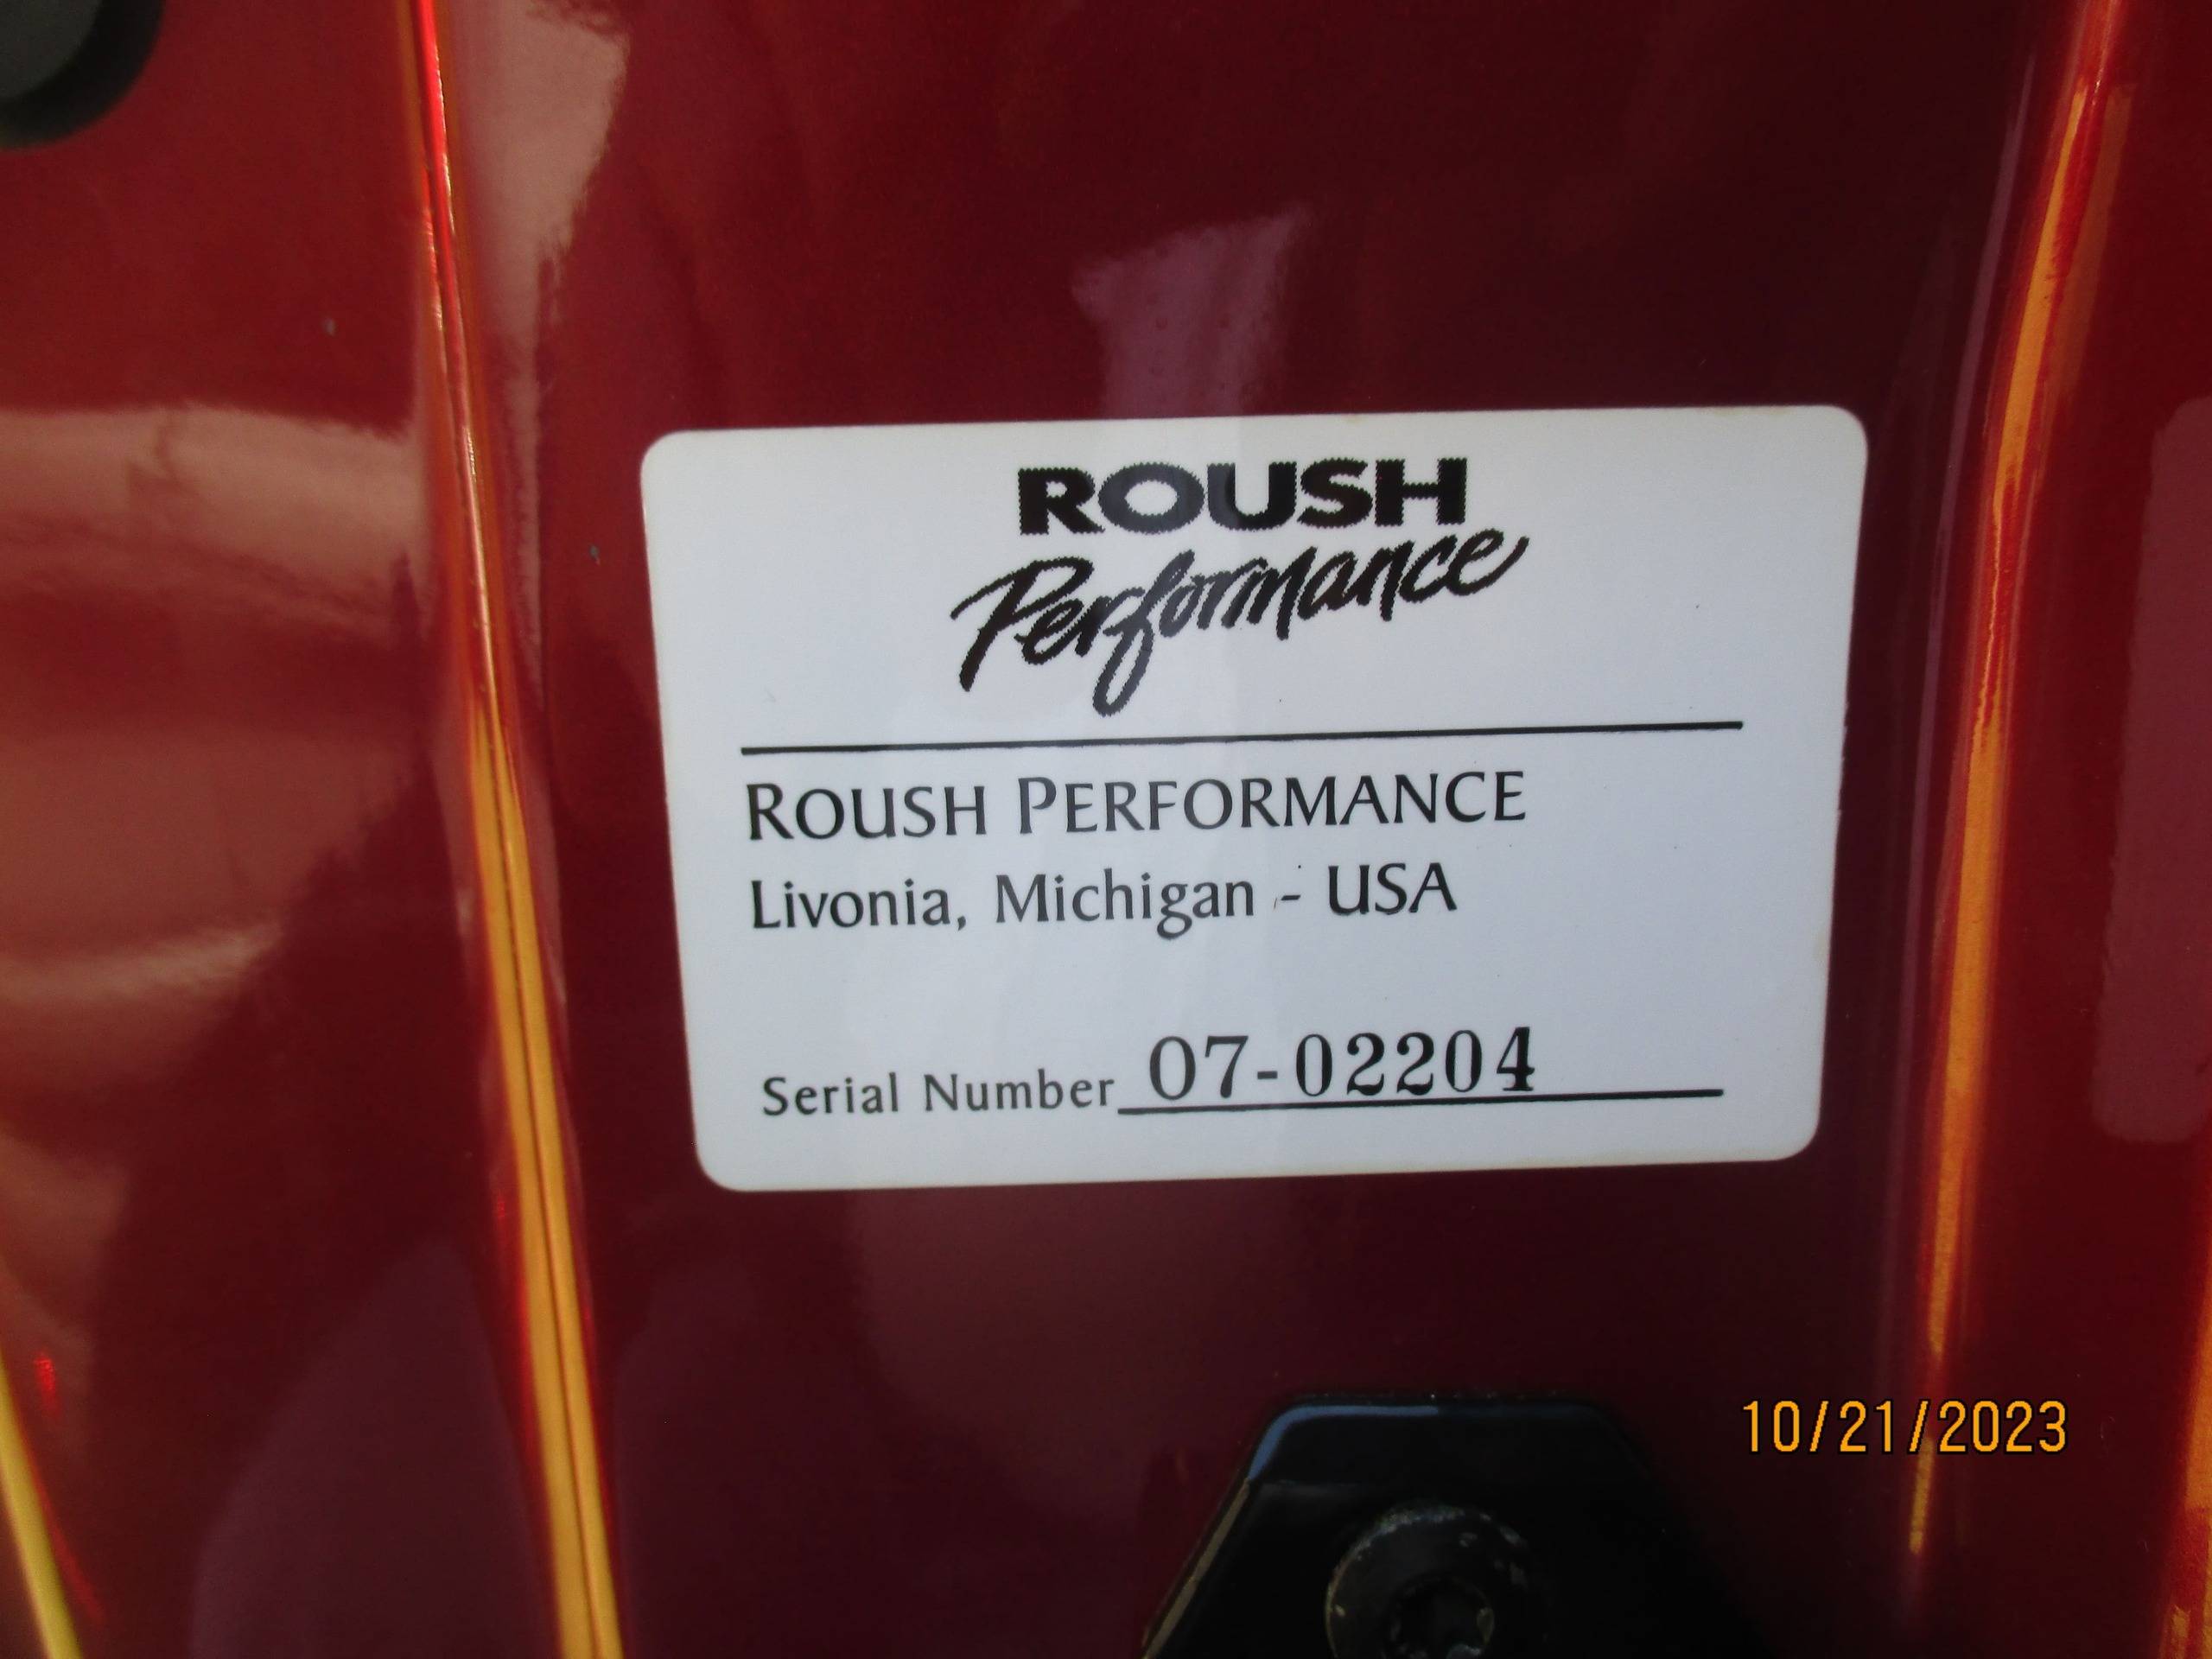 ROUSH
Performance
ROUSH PERFORMANCE
Livonia, Michigan - USA
Serial Number 07-02204
10/21/2023